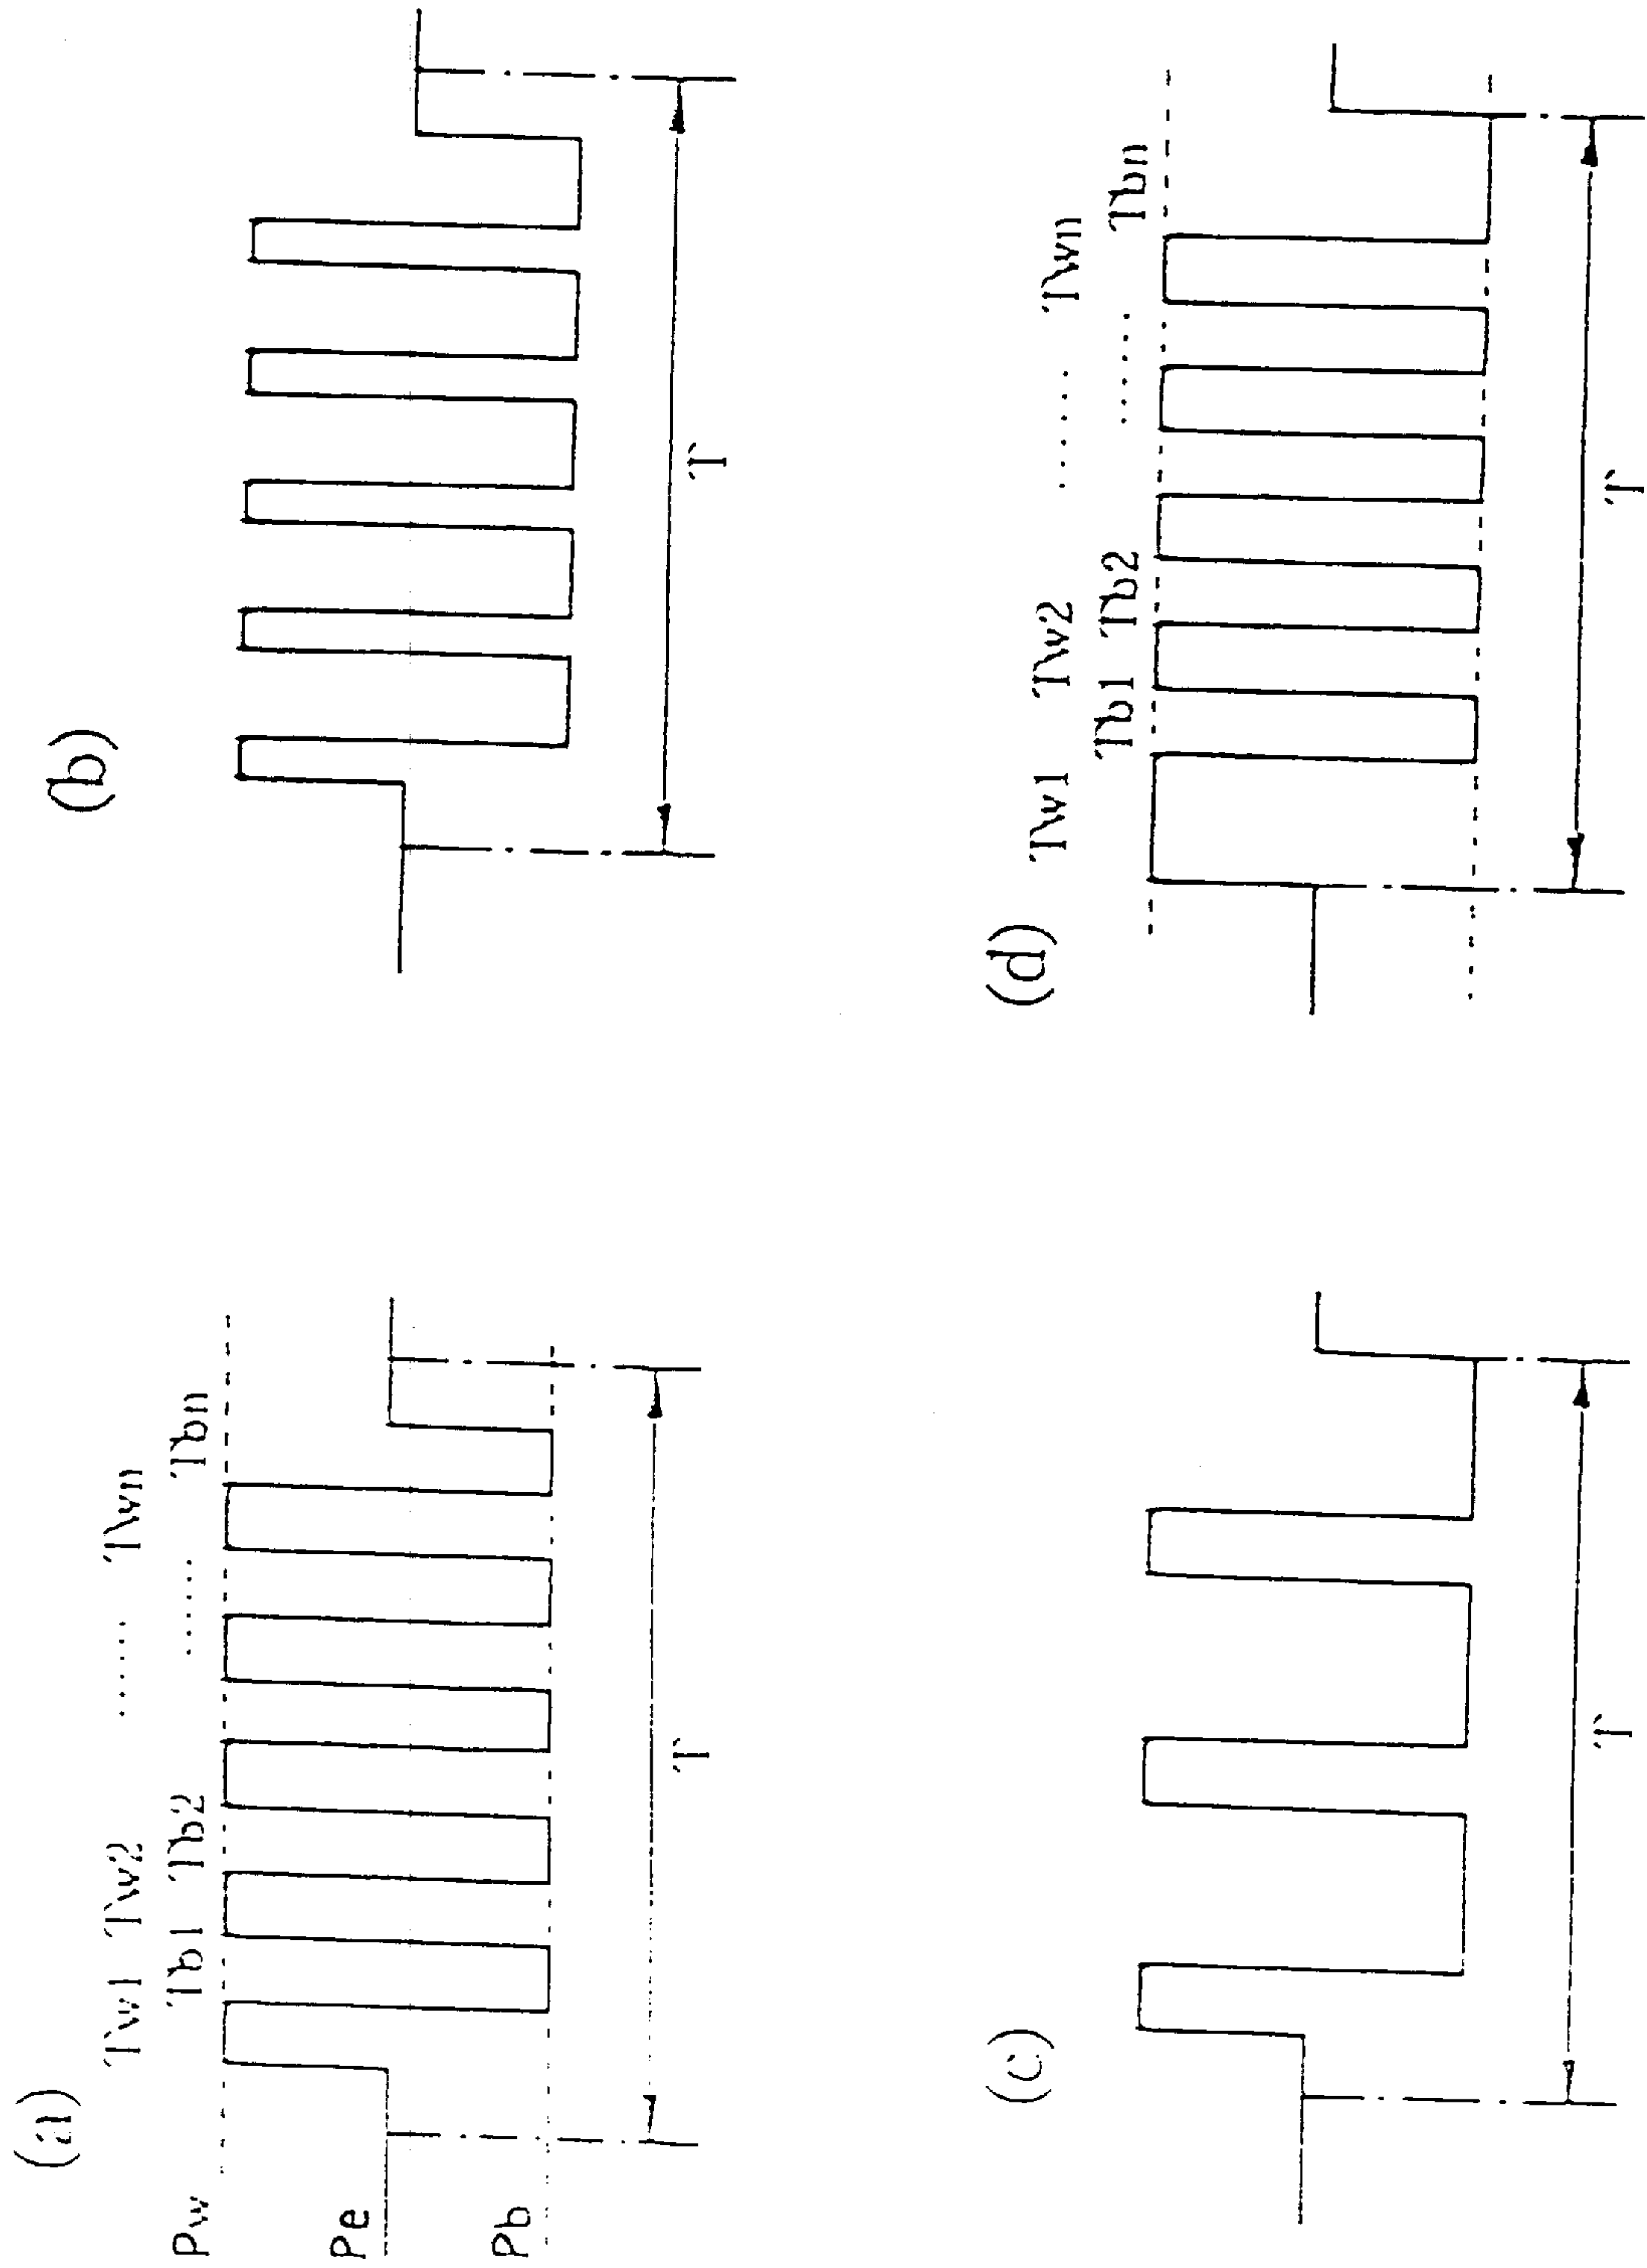 (a)
Tw1 Tw2 ...... Twn
Tb1 Tb2 ...... Tbn
Pw
Pe
Pb
T
(b)
T
(c)
T
(d)
Tw1 Tw2 ...... Twn
Tb1 Tb2 ...... Tbn
T